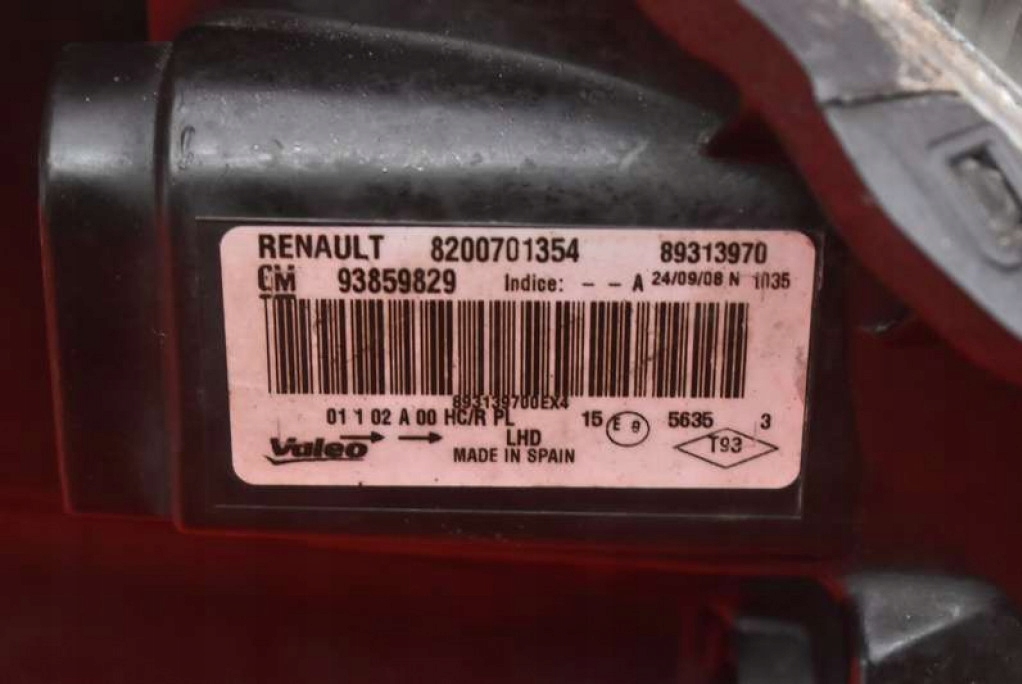 RENAULT 8200701354 89313970
GM 93859829 Indice: - - A 24/09/08 N 1035
893139700EX4
01 1 02 A 00 HC/R PL 15 E 9 5635 3
Valeo LHD T93
MADE IN SPAIN